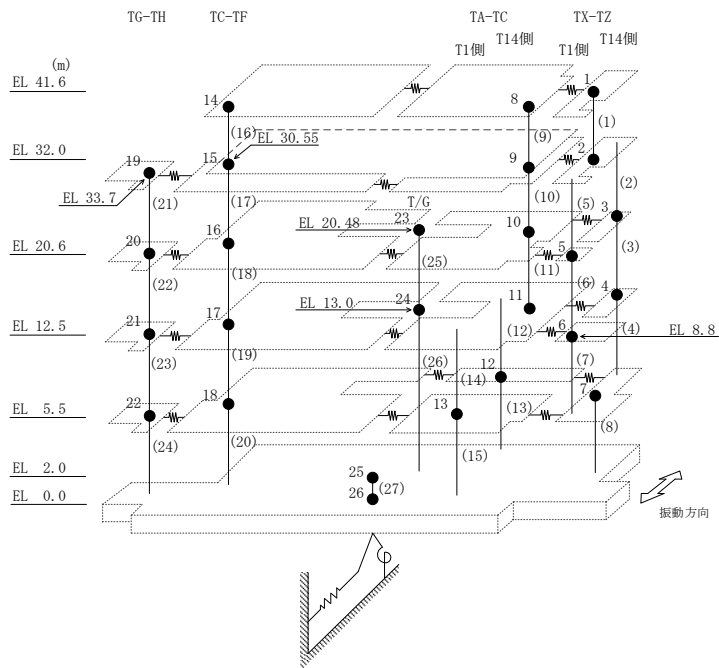 TG-TH TC-TF TA-TC TX-TZ
T1側 T14側 T1側 T14側
(m)
EL 41.6
14 8 1
(16) (9) (1)
EL 30.55
EL 32.0
19 15 9 2
EL 33.7
(21) (17) (10) (2)
T/G
16 EL 20.48 23 10 (5) 3
EL 20.6
20 (18) (25) (11) 5 (3)
(22) EL 13.0 24 11 (6) 4
EL 12.5
21 17 (12) 6 (4) EL 8.8
(23) (19) (26) (14) 12 (7)
EL 5.5
22 18 13 (13) 7
(24) (20) (15) (8)
EL 2.0
25
EL 0.0
26 (27)
振動方向